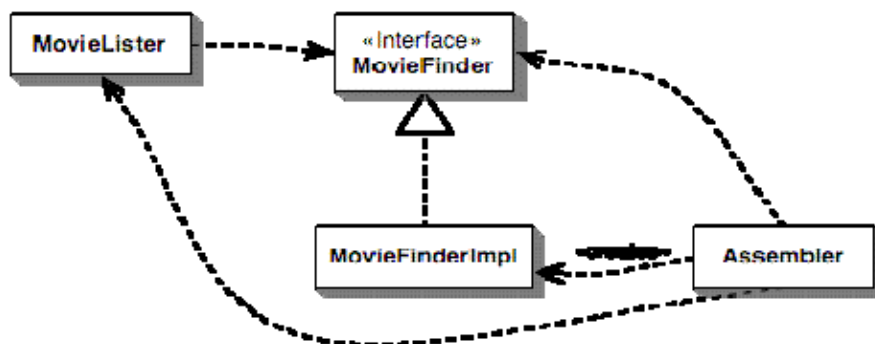 MovieLister
«Interface»
MovieFinder
MovieFinderImpl
Assembler